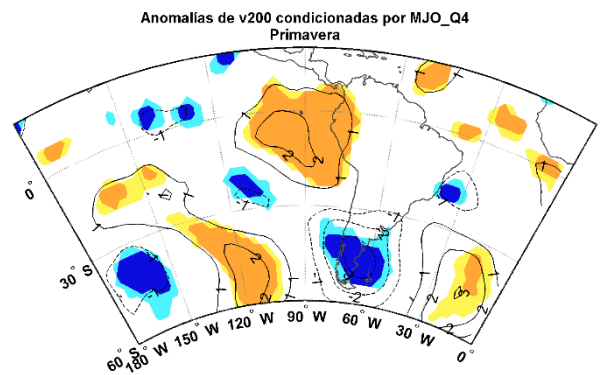 Anomalías de v200 condicionadas por MJO_Q4
Primavera
0°
30° S
60° S
180° W 150° W 120° W 90° W 60° W 30° W 0°